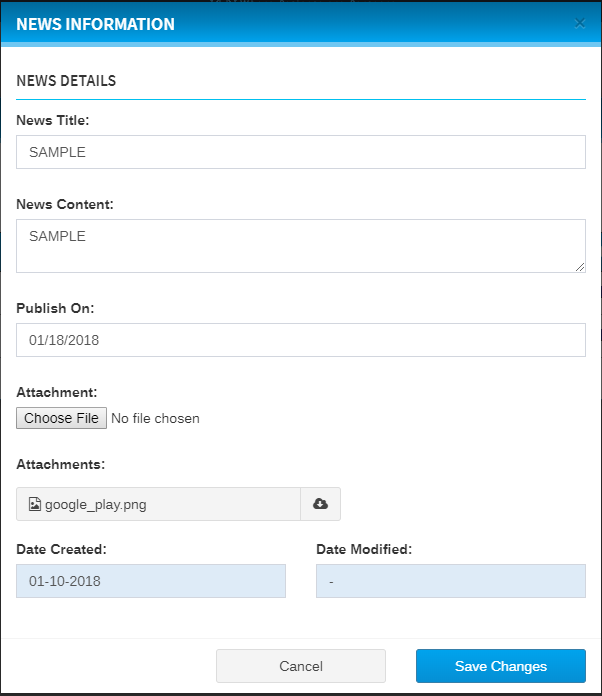 NEWS INFORMATION ×
NEWS DETAILS
News Title:
SAMPLE
News Content:
SAMPLE
Publish On:
01/18/2018
Attachment:
Choose File No file chosen
Attachments:
google_play.png
Date Created: Date Modified:
01-10-2018 -
Cancel Save Changes